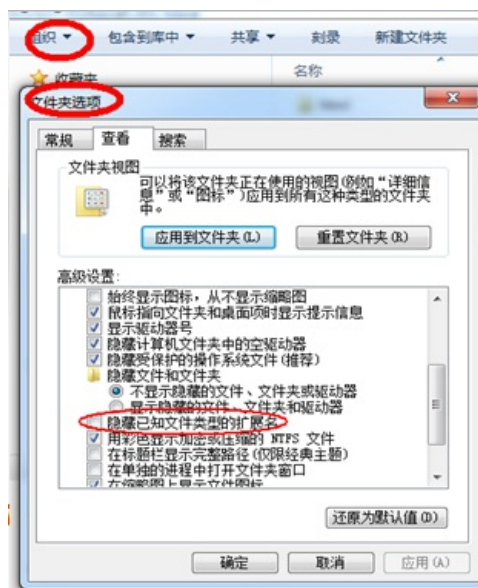 组织 包含到库中 共享 刻录 新建文件夹
收藏夹 名称
文件夹选项
常规 查看 搜索
文件夹视图
可以将该文件夹正在使用的视图(例如“详细信
息”或“图标”)应用到所有这种类型的文件夹
中。
应用到文件夹(L) 重置文件夹(R)
高级设置:
始终显示图标，从不显示缩略图
鼠标指向文件夹和桌面项时显示提示信息
显示驱动器号
隐藏计算机文件夹中的空驱动器
隐藏受保护的操作系统文件(推荐)
隐藏文件和文件夹
不显示隐藏的文件、文件夹或驱动器
显示隐藏的文件、文件夹和驱动器
隐藏已知文件类型的扩展名
用彩色显示加密或压缩的 NTFS 文件
在标题栏显示完整路径(仅限经典主题)
在单独的进程中打开文件夹窗口
在缩略图上显示文件图标
还原为默认值(D)
确定 取消 应用(A)